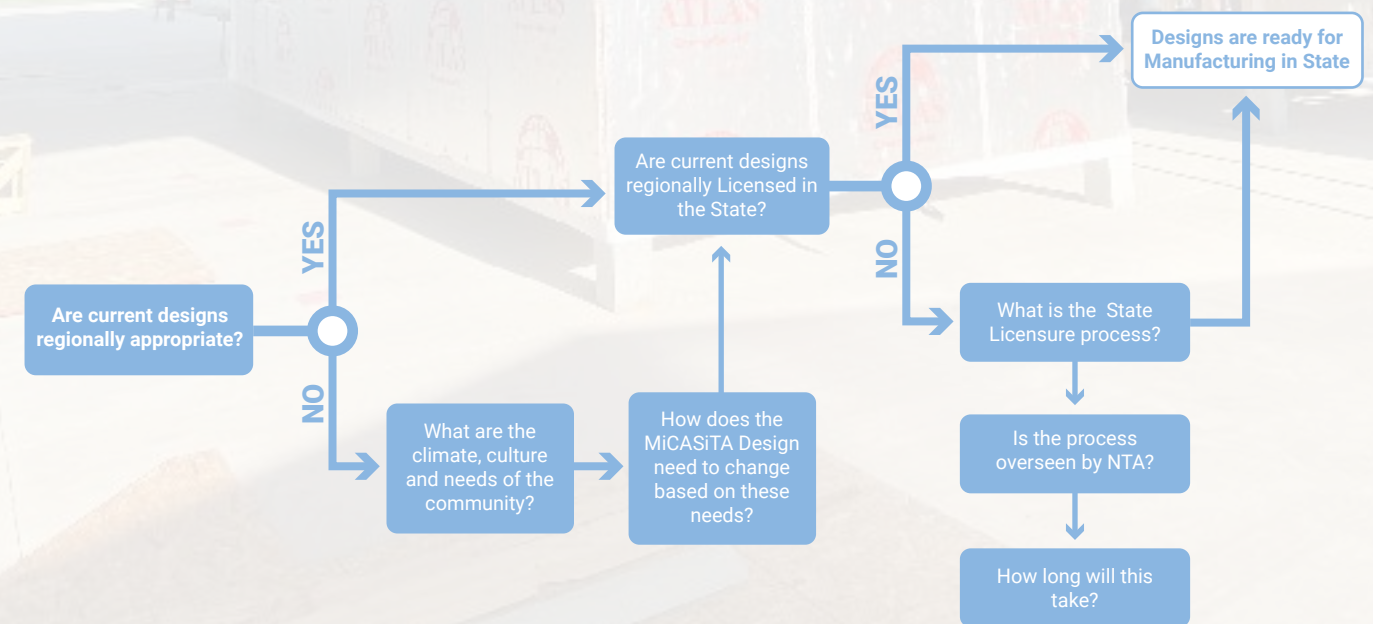 Are current designs
regionally appropriate?
YES
NO
What are the
climate, culture
and needs of the
community?
How does the
MiCASiTA Design
need to change
based on these
needs?
Are current designs
regionally Licensed in
the State?
YES
NO
Designs are ready for
Manufacturing in State
What is the State
Licensure process?
Is the process
overseen by NTA?
How long will this
take?
ATLAS